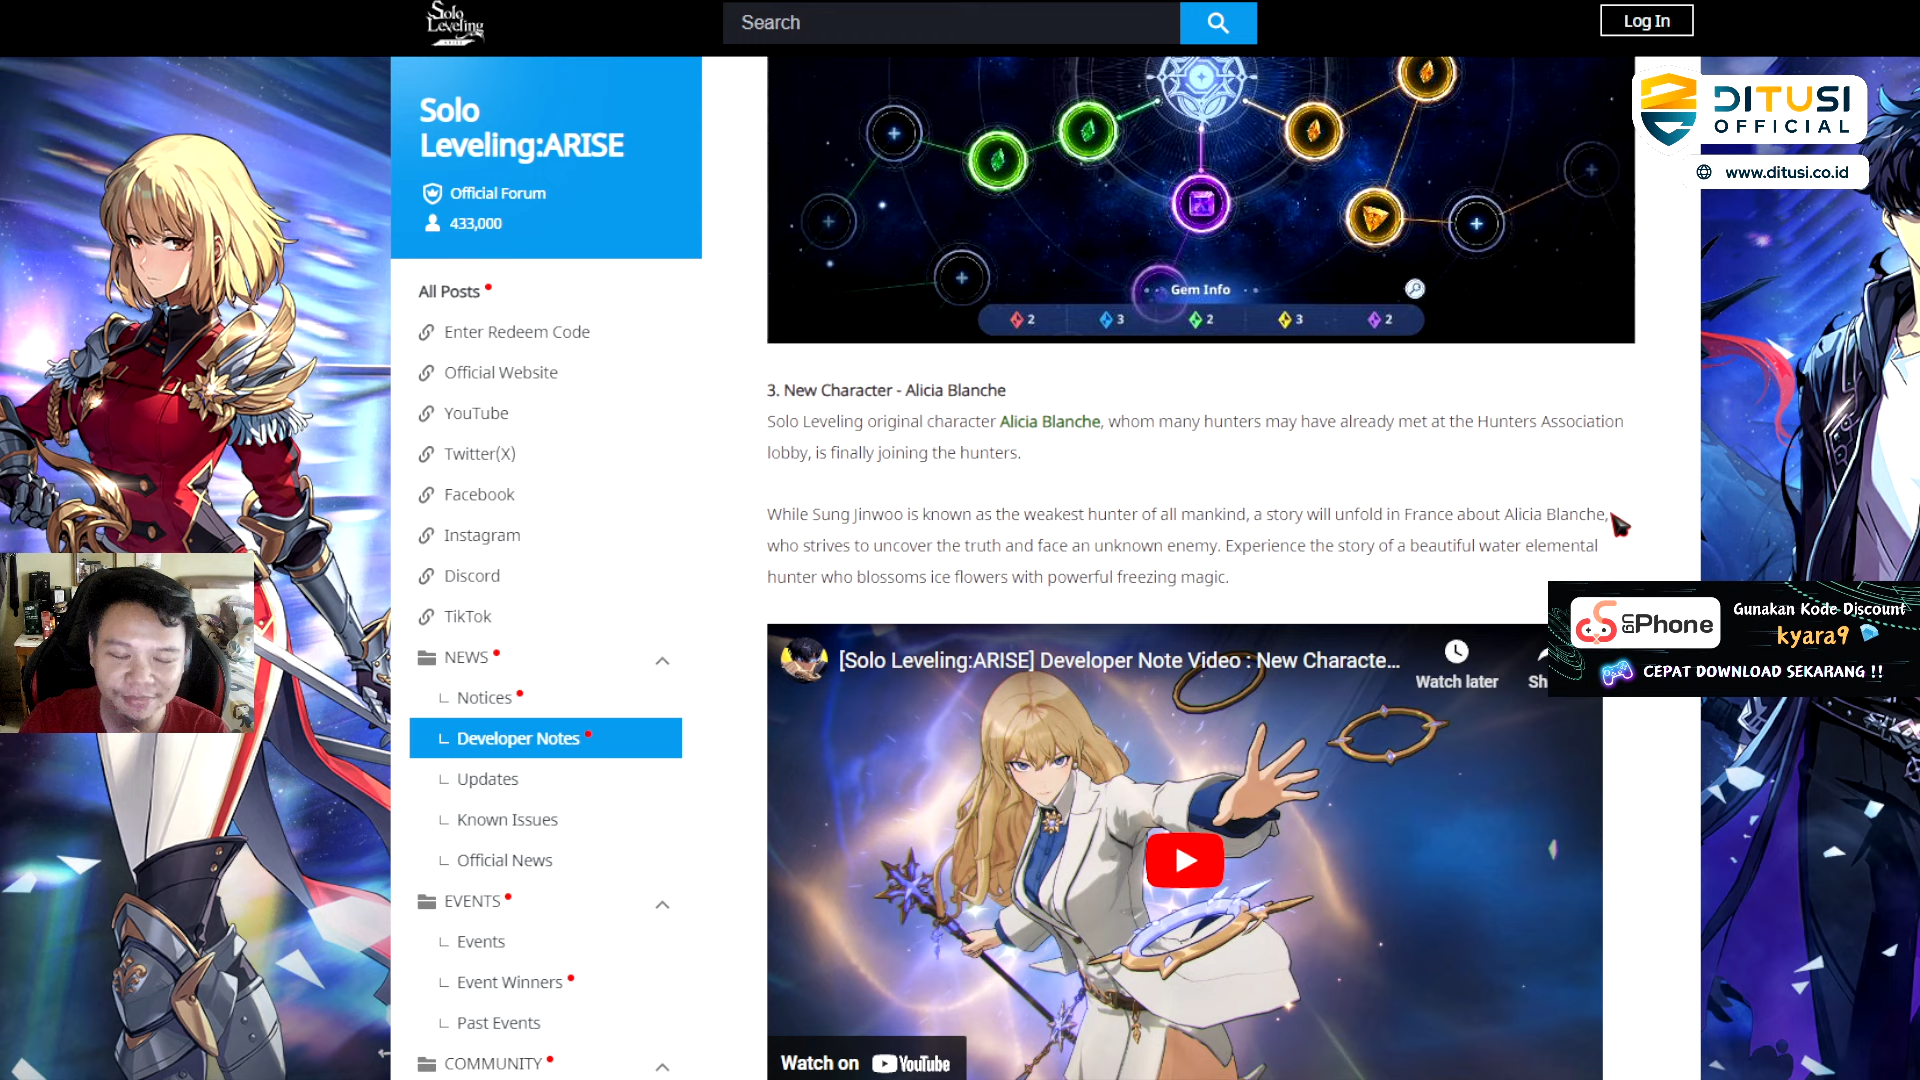 Solo
Leveling
ARISE
Search
Log In
Solo
Leveling:ARISE
Official Forum
433,000
All Posts
Enter Redeem Code
Official Website
YouTube
Twitter(X)
Facebook
Instagram
Discord
TikTok
NEWS
Notices
Developer Notes
Updates
Known Issues
Official News
EVENTS
Events
Event Winners
Past Events
COMMUNITY
Gem Info
2 3 2 3 2
3. New Character - Alicia Blanche
Solo Leveling original character Alicia Blanche, whom many hunters may have already met at the Hunters Association
lobby, is finally joining the hunters.
While Sung Jinwoo is known as the weakest hunter of all mankind, a story will unfold in France about Alicia Blanche,
who strives to uncover the truth and face an unknown enemy. Experience the story of a beautiful water elemental
hunter who blossoms ice flowers with powerful freezing magic.
[Solo Leveling:ARISE] Developer Note Video : New Characte...
Watch later
Sh
Watch on YouTube
DITUSI
OFFICIAL
www.ditusi.co.id
Phone
Gunakan Kode Discount
kyara9
CEPAT DOWNLOAD SEKARANG !!